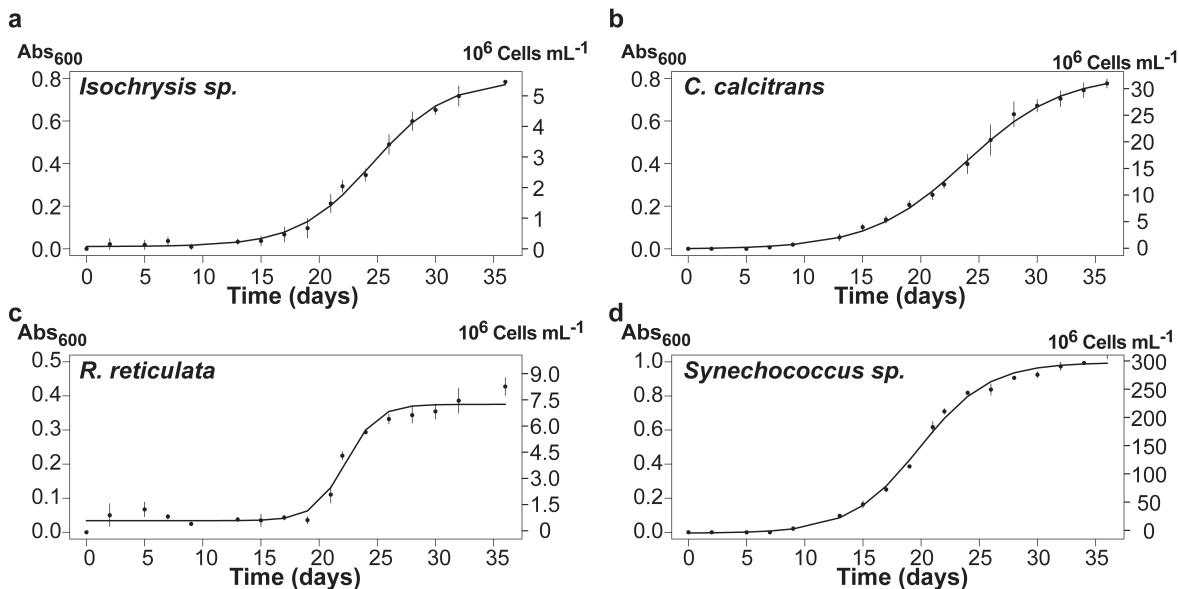 a
Abs600
10^6 Cells mL^-1
Isochrysis sp.
0.8
0.6
0.4
0.2
0.0
5
4
3
2
1
0
0 5 10 15 20 25 30 35
Time (days)
b
Abs600
10^6 Cells mL^-1
C. calcitrans
0.8
0.6
0.4
0.2
0.0
30
25
20
15
10
5
0
0 5 10 15 20 25 30 35
Time (days)
c
Abs600
10^6 Cells mL^-1
R. reticulata
0.5
0.4
0.3
0.2
0.1
0.0
9.0
7.5
6.0
4.5
3.0
1.5
0
0 5 10 15 20 25 30 35
Time (days)
d
Abs600
10^6 Cells mL^-1
Synechococcus sp.
1.0
0.8
0.6
0.4
0.2
0.0
300
250
200
150
100
50
0
0 5 10 15 20 25 30 35
Time (days)